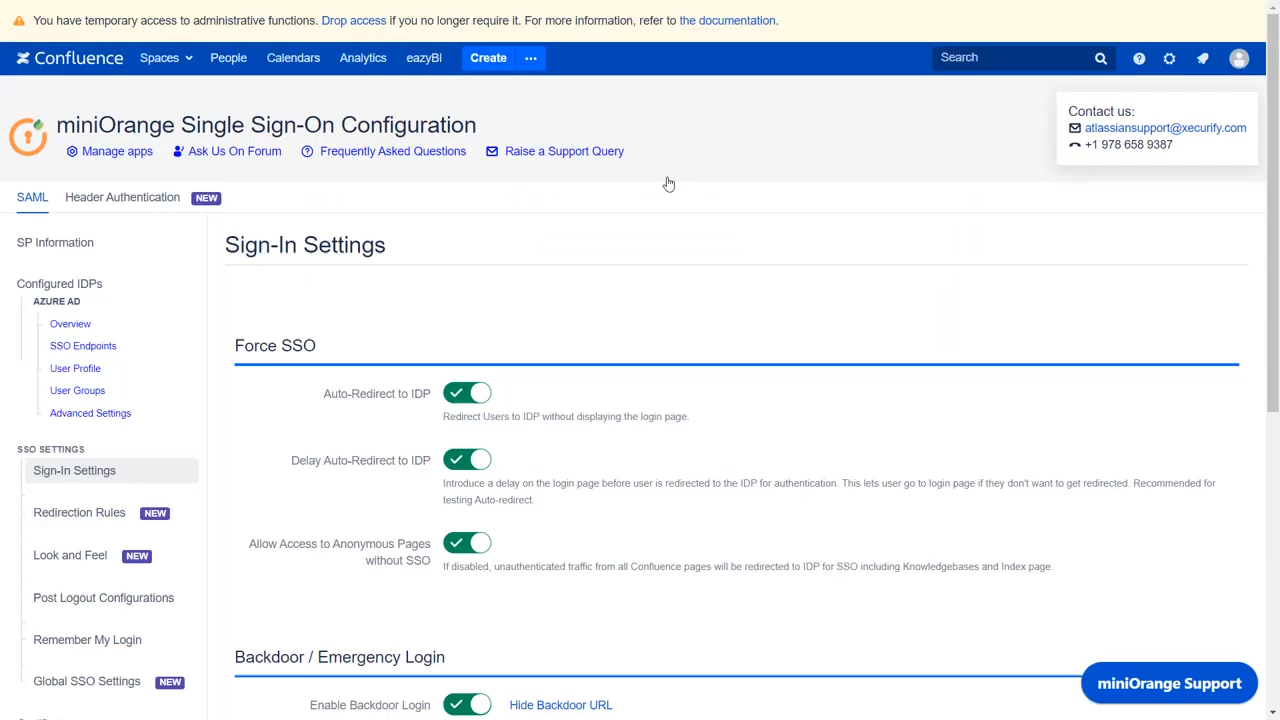 You have temporary access to administrative functions. Drop access if you no longer require it. For more information, refer to the documentation.
Confluence Spaces People Calendars Analytics eazyBI Create ··· Search
miniOrange Single Sign-On Configuration
Manage apps Ask Us On Forum Frequently Asked Questions Raise a Support Query
Contact us:
atlassiansupport@xecurify.com
+1 978 658 9387
SAML Header Authentication NEW
SP Information
Configured IDPs
AZURE AD
Overview
SSO Endpoints
User Profile
User Groups
Advanced Settings
SSO SETTINGS
Sign-In Settings
Redirection Rules NEW
Look and Feel NEW
Post Logout Configurations
Remember My Login
Global SSO Settings NEW
Sign-In Settings
Force SSO
Auto-Redirect to IDP
Redirect Users to IDP without displaying the login page.
Delay Auto-Redirect to IDP
Introduce a delay on the login page before user is redirected to the IDP for authentication. This lets user go to login page if they don't want to get redirected. Recommended for
testing Auto-redirect.
Allow Access to Anonymous Pages
without SSO
If disabled, unauthenticated traffic from all Confluence pages will be redirected to IDP for SSO including Knowledgebases and Index page.
Backdoor / Emergency Login
Enable Backdoor Login Hide Backdoor URL
miniOrange Support